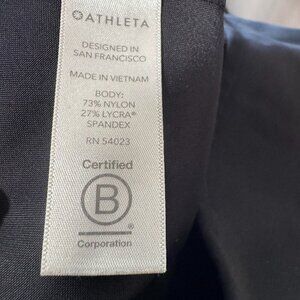 ATHLETA
DESIGNED IN
SAN FRANCISCO
MADE IN VIETNAM
BODY:
73% NYLON
27% LYCRA®
SPANDEX
RN 54023
Certified
B
Corporation